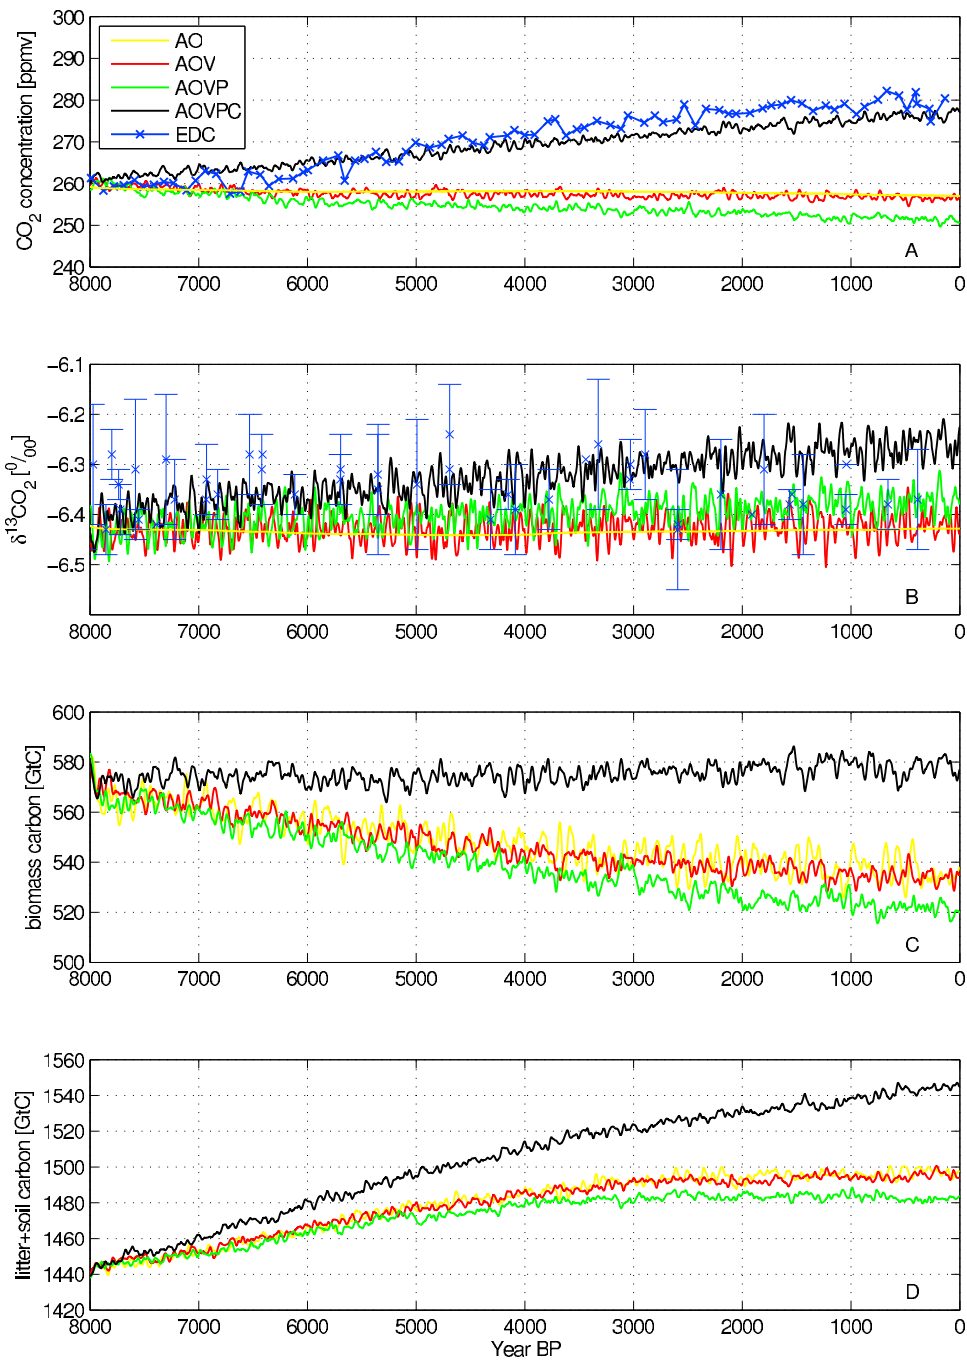 300
290
280
270
260
250
240
CO2 concentration [ppmv]
AO
AOV
AOVP
AOVPC
EDC
A
8000 7000 6000 5000 4000 3000 2000 1000 0
−6.1
−6.2
−6.3
−6.4
−6.5
δ13CO2 [0/00]
B
8000 7000 6000 5000 4000 3000 2000 1000 0
600
580
560
540
520
500
biomass carbon [GtC]
C
8000 7000 6000 5000 4000 3000 2000 1000 0
1560
1540
1520
1500
1480
1460
1440
1420
litter+soil carbon [GtC]
D
8000 7000 6000 5000 4000 3000 2000 1000 0
Year BP